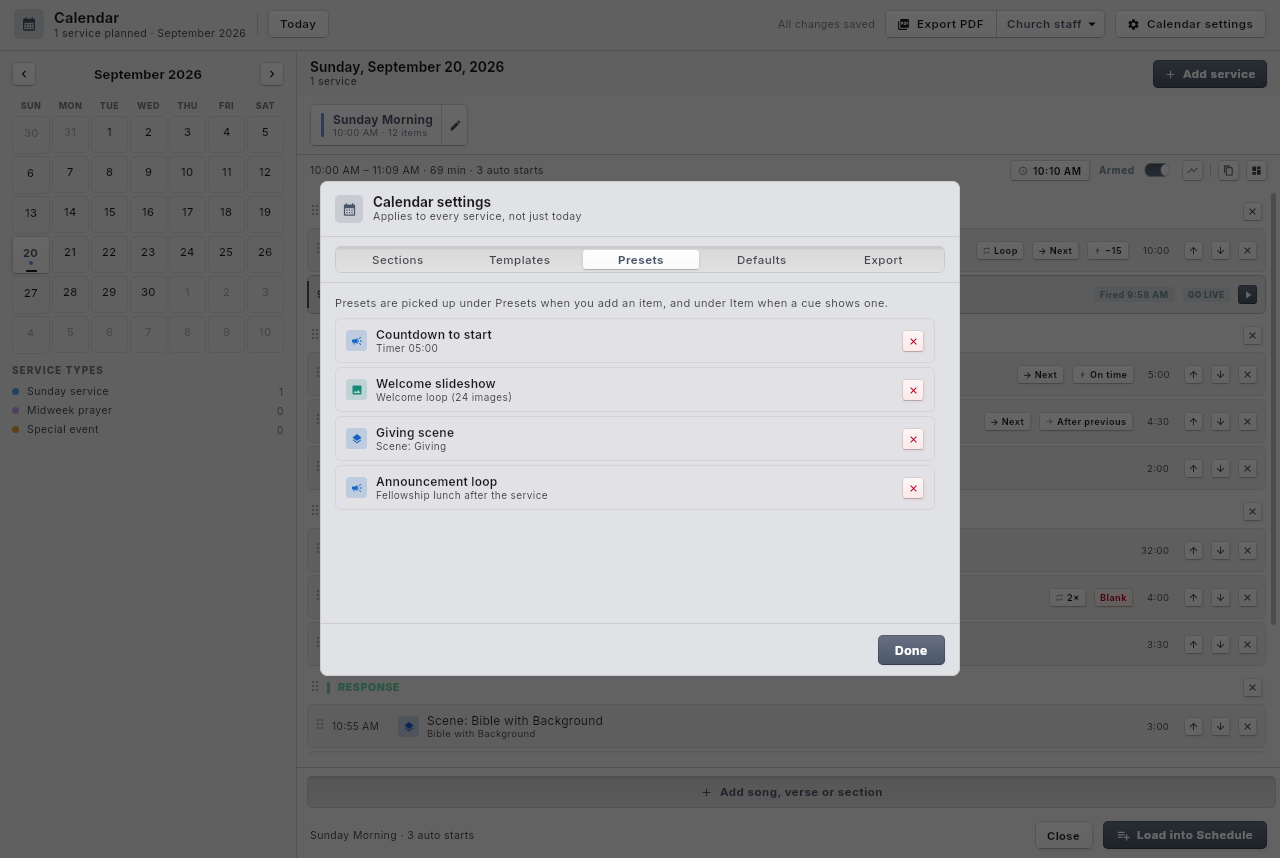 Calendar
1 service planned · September 2026
Today
All changes saved
Export PDF
Church staff
Calendar settings
September 2026
SUN MON TUE WED THU FRI SAT
30 31 1 2 3 4 5
6 7 8 9 10 11 12
13 14 15 16 17 18 19
20 21 22 23 24 25 26
27 28 29 30 1 2 3
4 5 6 7 8 9 10
SERVICE TYPES
Sunday service 1
Midweek prayer 0
Special event 0
Sunday, September 20, 2026
1 service
Add service
Sunday Morning
10:00 AM · 12 items
10:00 AM – 11:09 AM · 69 min · 3 auto starts
10:10 AM
Armed
Loop Next −15 10:00
Fired 9:58 AM GO LIVE
Next On time 5:00
Next After previous 4:30
2:00
32:00
2× Blank 4:00
3:30
Calendar settings
Applies to every service, not just today
Sections Templates Presets Defaults Export
Presets are picked up under Presets when you add an item, and under Item when a cue shows one.
Countdown to start
Timer 05:00
Welcome slideshow
Welcome loop (24 images)
Giving scene
Scene: Giving
Announcement loop
Fellowship lunch after the service
Done
RESPONSE
10:55 AM
Scene: Bible with Background
Bible with Background
3:00
Add song, verse or section
Sunday Morning · 3 auto starts
Close
Load into Schedule